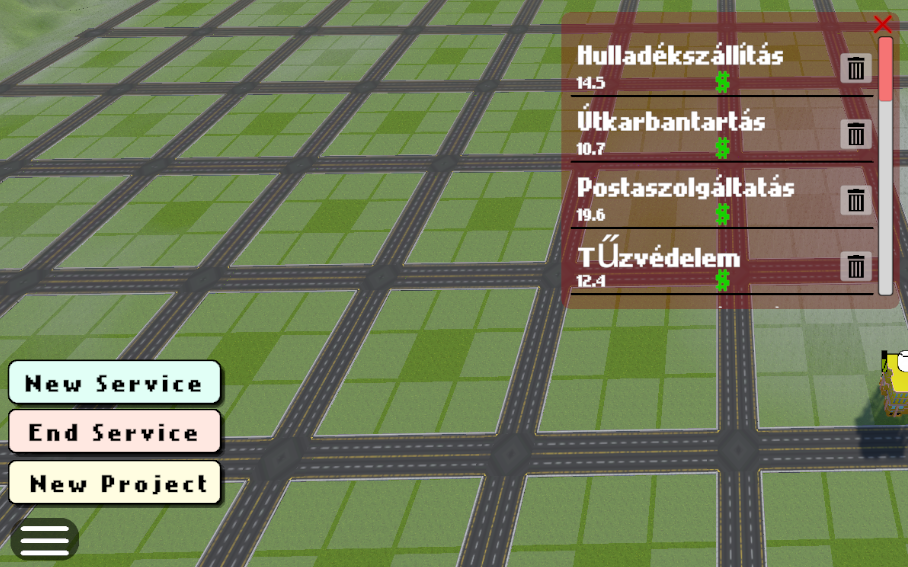 Hulladékszállítás
14.5 $
Útkarbantartás
10.7 $
Postaszolgáltatás
19.6 $
TŰzvédelem
12.4 $
New Service
End Service
New Project